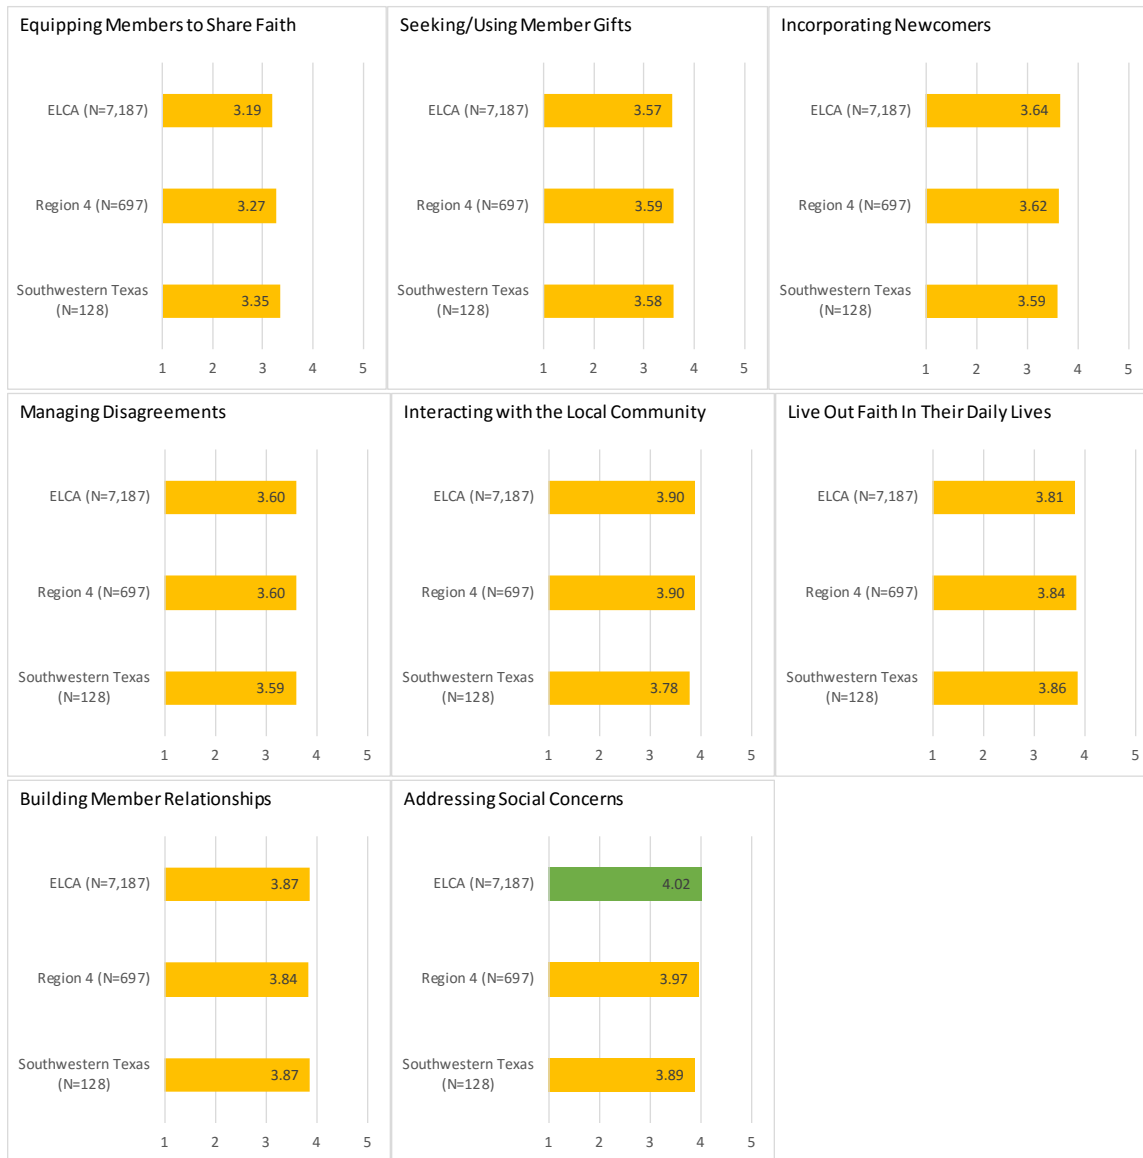 Equipping Members to Share Faith
ELCA (N=7,187)
3.19
Region 4 (N=697)
3.27
Southwestern Texas
(N=128)
3.35
1 2 3 4 5
Seeking/Using Member Gifts
ELCA (N=7,187)
3.57
Region 4 (N=697)
3.59
Southwestern Texas
(N=128)
3.58
1 2 3 4 5
Incorporating Newcomers
ELCA (N=7,187)
3.64
Region 4 (N=697)
3.62
Southwestern Texas
(N=128)
3.59
1 2 3 4 5
Managing Disagreements
ELCA (N=7,187)
3.60
Region 4 (N=697)
3.60
Southwestern Texas
(N=128)
3.59
1 2 3 4 5
Interacting with the Local Community
ELCA (N=7,187)
3.90
Region 4 (N=697)
3.90
Southwestern Texas
(N=128)
3.78
1 2 3 4 5
Live Out Faith In Their Daily Lives
ELCA (N=7,187)
3.81
Region 4 (N=697)
3.84
Southwestern Texas
(N=128)
3.86
1 2 3 4 5
Building Member Relationships
ELCA (N=7,187)
3.87
Region 4 (N=697)
3.84
Southwestern Texas
(N=128)
3.87
1 2 3 4 5
Addressing Social Concerns
ELCA (N=7,187)
4.02
Region 4 (N=697)
3.97
Southwestern Texas
(N=128)
3.89
1 2 3 4 5